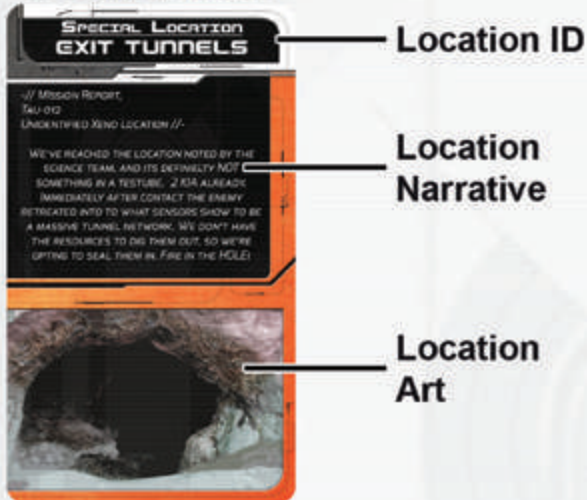 SPECIAL LOCATION
EXIT TUNNELS
Location ID
-// MISSION REPORT,
TAU-012
UNIDENTIFIED XENO LOCATION //-
WE'VE REACHED THE LOCATION NOTED BY THE
SCIENCE TEAM, AND ITS DEFINIELTY NOT
SOMETHING IN A TESTUBE. 2 KIA ALREADY.
IMMEDIATELY AFTER CONTACT THE ENEMY
RETREATED INTO TO WHAT SENSORS SHOW TO BE
A MASSIVE TUNNEL NETWORK. WE DON'T HAVE
THE RESOURCES TO DIG THEM OUT, SO WE'RE
OPTING TO SEAL THEM IN. FIRE IN THE HOLE!
Location
Narrative
Location
Art